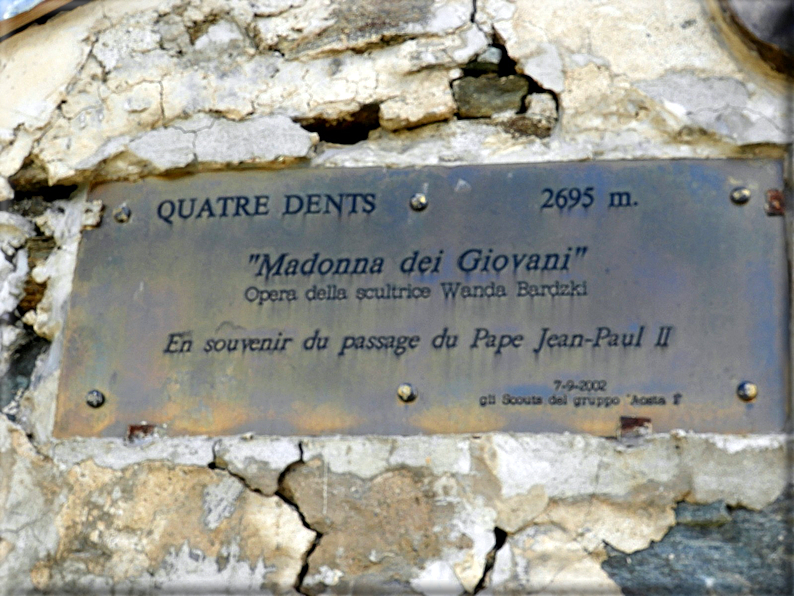 QUATRE DENTS 2695 m.
"Madonna dei Giovani"
Opera della scultrice Wanda Bardzki
En souvenir du passage du Pape Jean-Paul II
7-9-2002
gli Scouts del gruppo "Aosta